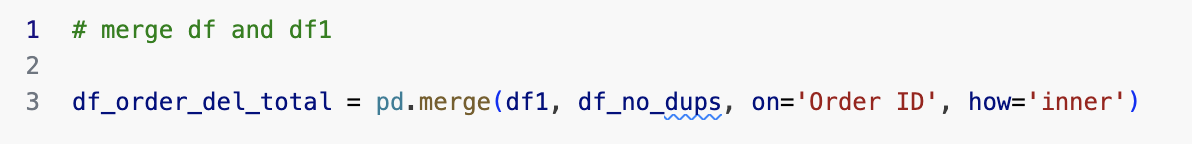 1 # merge df and df1
2
3 df_order_del_total = pd.merge(df1, df_no_dups, on='Order ID', how='inner')